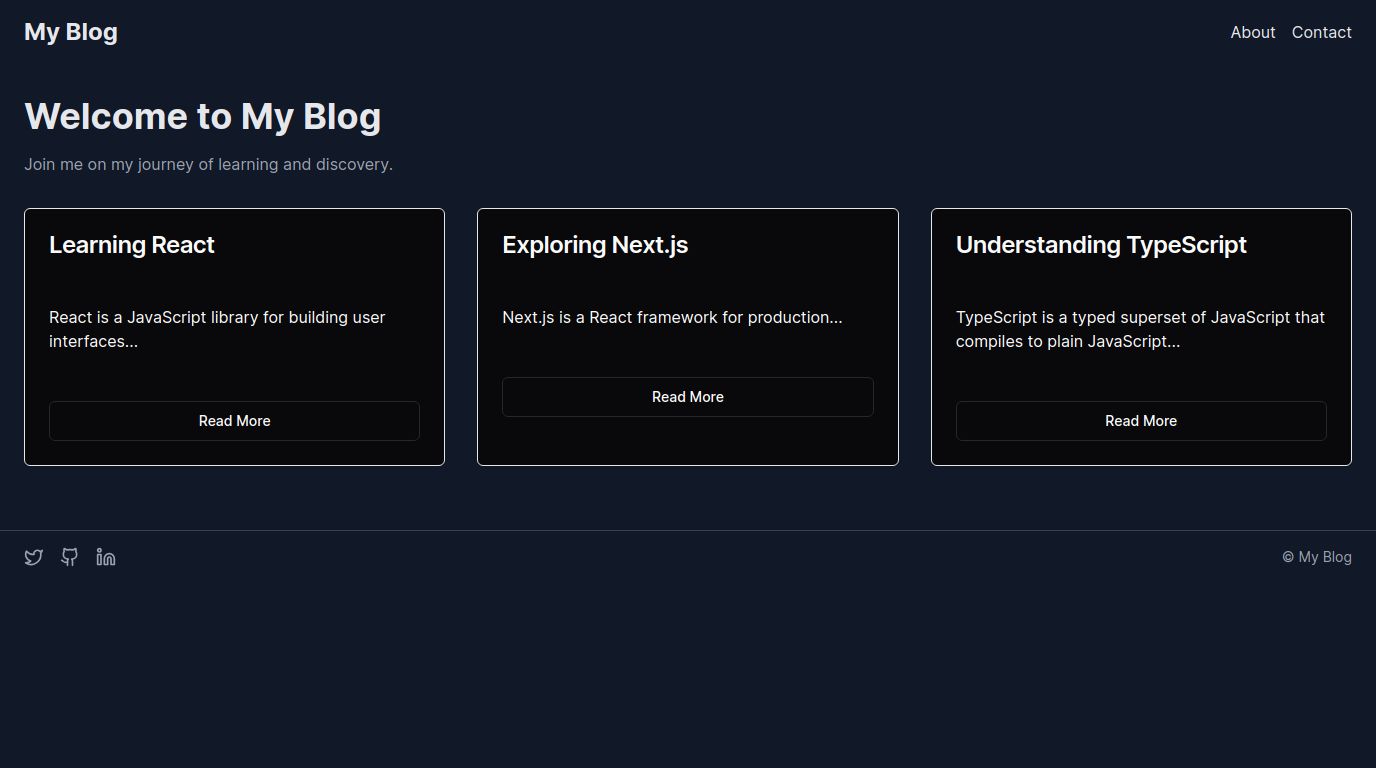 My Blog
About Contact
Welcome to My Blog
Join me on my journey of learning and discovery.
Learning React
React is a JavaScript library for building user
interfaces...
Read More
Exploring Next.js
Next.js is a React framework for production...
Read More
Understanding TypeScript
TypeScript is a typed superset of JavaScript that
compiles to plain JavaScript...
Read More
© My Blog